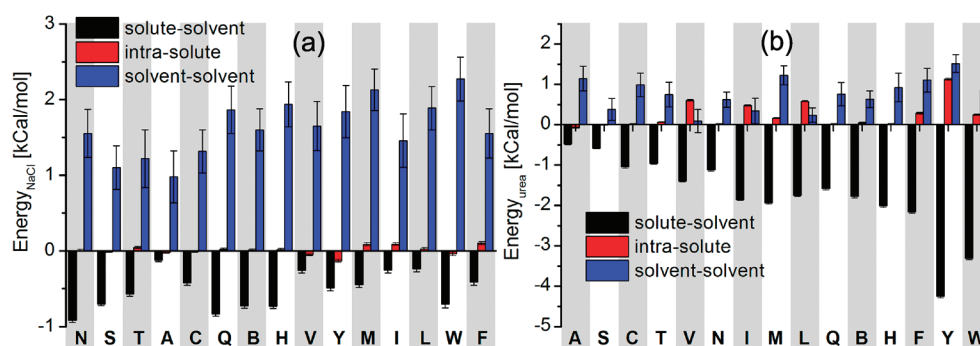 (a)
solute-solvent
intra-solute
solvent-solvent
Energy_NaCl [kCal/mol]
3
2
1
0
-1
N S T A C Q B H V Y M I L W F
(b)
Energy_urea [kCal/mol]
2
1
0
-1
-2
-3
-4
-5
solute-solvent
intra-solute
solvent-solvent
A S C T V N I M L Q B H F Y W